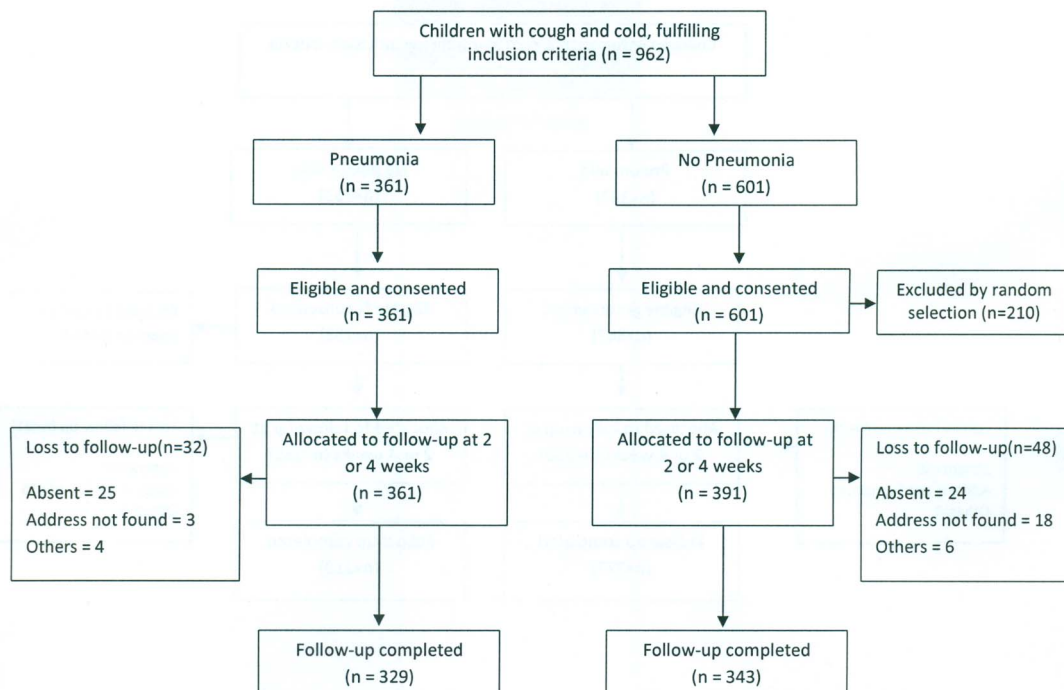 Children with cough and cold, fulfilling
inclusion criteria (n = 962)
Pneumonia
(n = 361)
No Pneumonia
(n = 601)
Eligible and consented
(n = 361)
Eligible and consented
(n = 601)
Excluded by random
selection (n=210)
Loss to follow-up(n=32)
Absent = 25
Address not found = 3
Others = 4
Allocated to follow-up at 2
or 4 weeks
(n = 361)
Allocated to follow-up at
2 or 4 weeks
(n = 391)
Loss to follow-up(n=48)
Absent = 24
Address not found = 18
Others = 6
Follow-up completed
(n = 329)
Follow-up completed
(n = 343)